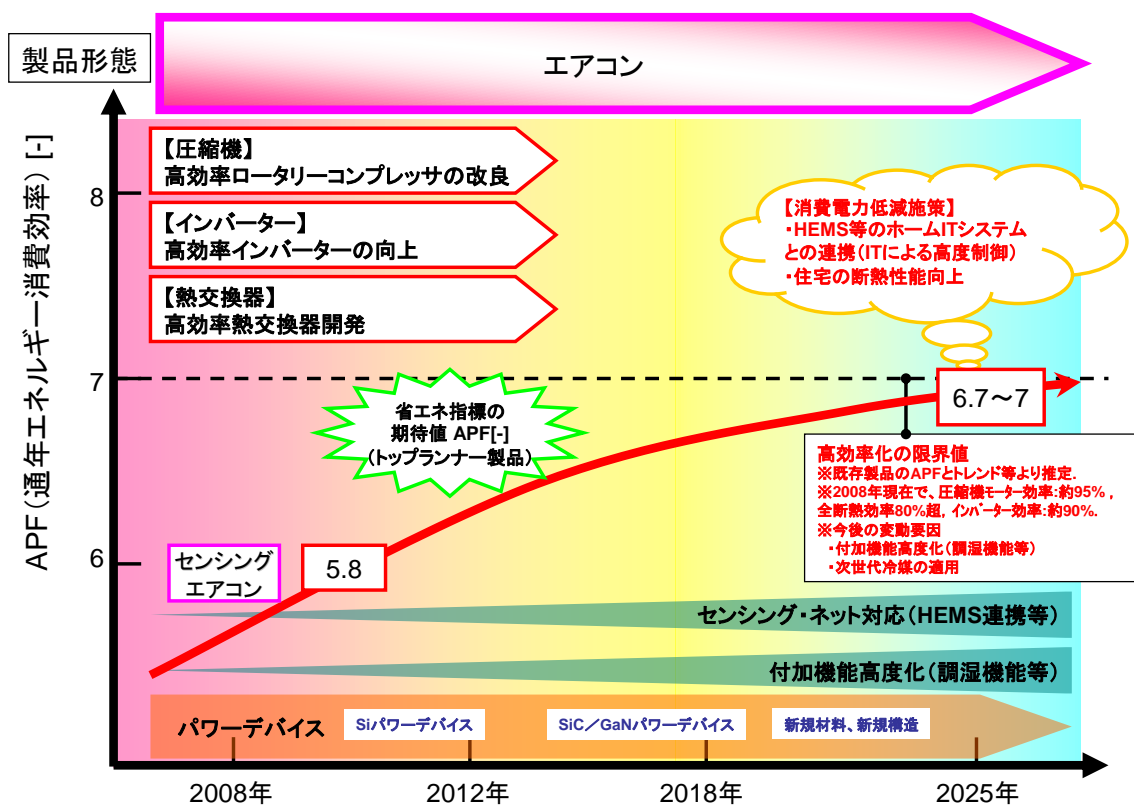 製品形態
エアコン
APF(通年エネルギー消費効率) [-]
8
7
6
【圧縮機】
高効率ロータリーコンプレッサの改良
【インバーター】
高効率インバーターの向上
【熱交換器】
高効率熱交換器開発
【消費電力低減施策】
・HEMS等のホームITシステム
との連携(ITによる高度制御)
・住宅の断熱性能向上
省エネ指標の
期待値 APF[-]
(トップランナー製品)
6.7～7
高効率化の限界値
※既存製品のAPFとトレンド等より推定.
※2008年現在で、圧縮機モーター効率:約95%,
全断熱効率80%超, インバーター効率:約90%.
※今後の変動要因
・付加機能高度化(調湿機能等)
・次世代冷媒の適用
センシング
エアコン
5.8
センシング・ネット対応(HEMS連携等)
付加機能高度化(調湿機能等)
パワーデバイス
Siパワーデバイス
SiC／GaNパワーデバイス
新規材料、新規構造
2008年
2012年
2018年
2025年